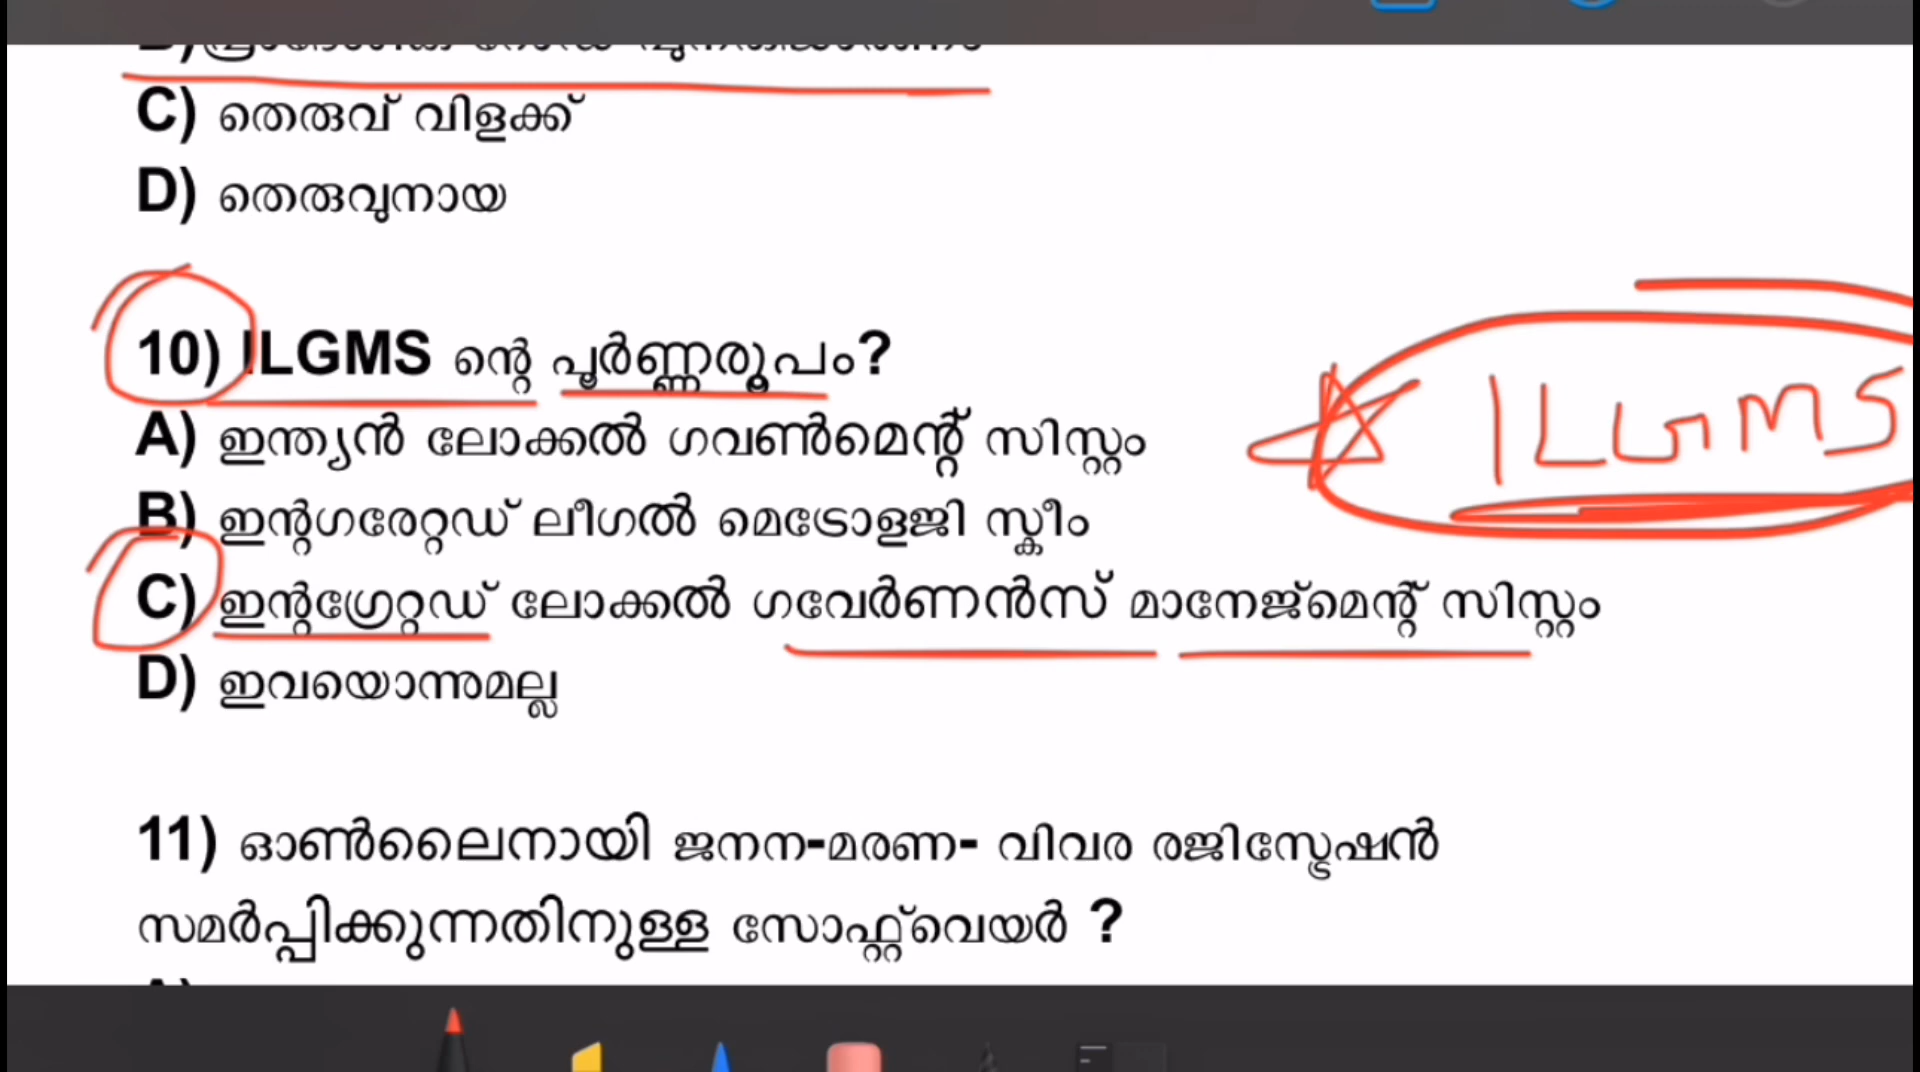 C) തെരുവ് വിളക്ക്
D) തെരുവുനായ
10) ILGMS ന്റെ പൂർണ്ണരൂപം?
A) ഇന്ത്യൻ ലോക്കൽ ഗവൺമെന്റ് സിസ്റ്റം
ILGMS
B) ഇന്റഗരേറ്റഡ് ലീഗൽ മെട്രോളജി സ്കീം
C) ഇന്റഗ്രേറ്റഡ് ലോക്കൽ ഗവേർണൻസ് മാനേജ്മെന്റ് സിസ്റ്റം
D) ഇവയൊന്നുമല്ല
11) ഓൺലൈനായി ജനന-മരണ- വിവര രജിസ്ട്രേഷൻ
സമർപ്പിക്കുന്നതിനുള്ള സോഫ്റ്റ്‌വെയർ ?